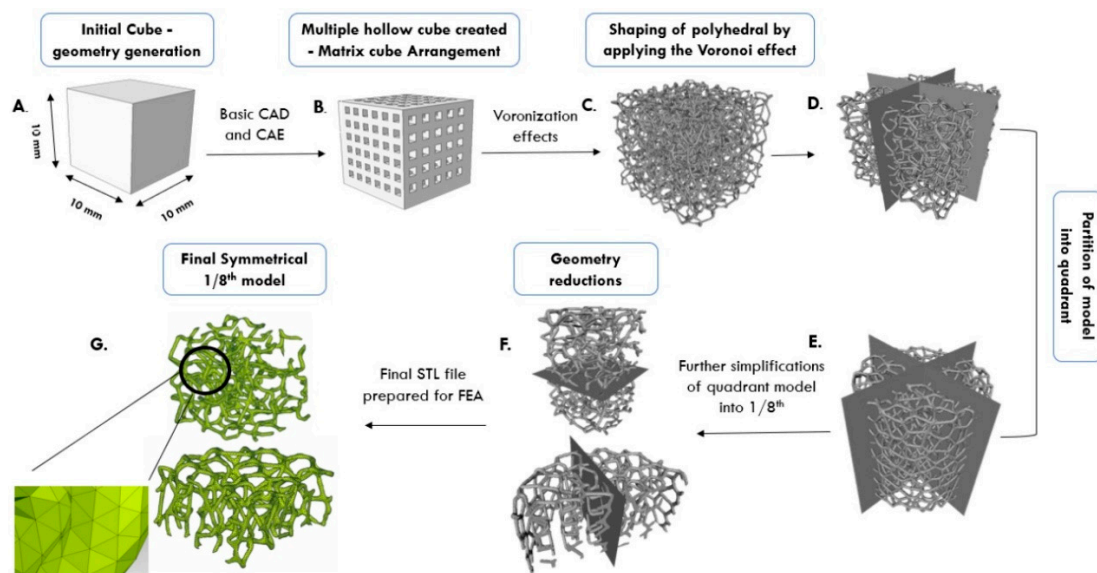 Initial Cube -
geometry generation
Multiple hollow cube created
- Matrix cube Arrangement
Shaping of polyhedral by
applying the Voronoi effect
A.
10 mm
10 mm
10 mm
Basic CAD
and CAE
B.
Voronization
effects
C.
D.
Partition of model
into quadrant
Final Symmetrical
1/8th model
Geometry
reductions
G.
Final STL file
prepared for FEA
F.
Further simplifications
of quadrant model
into 1/8th
E.